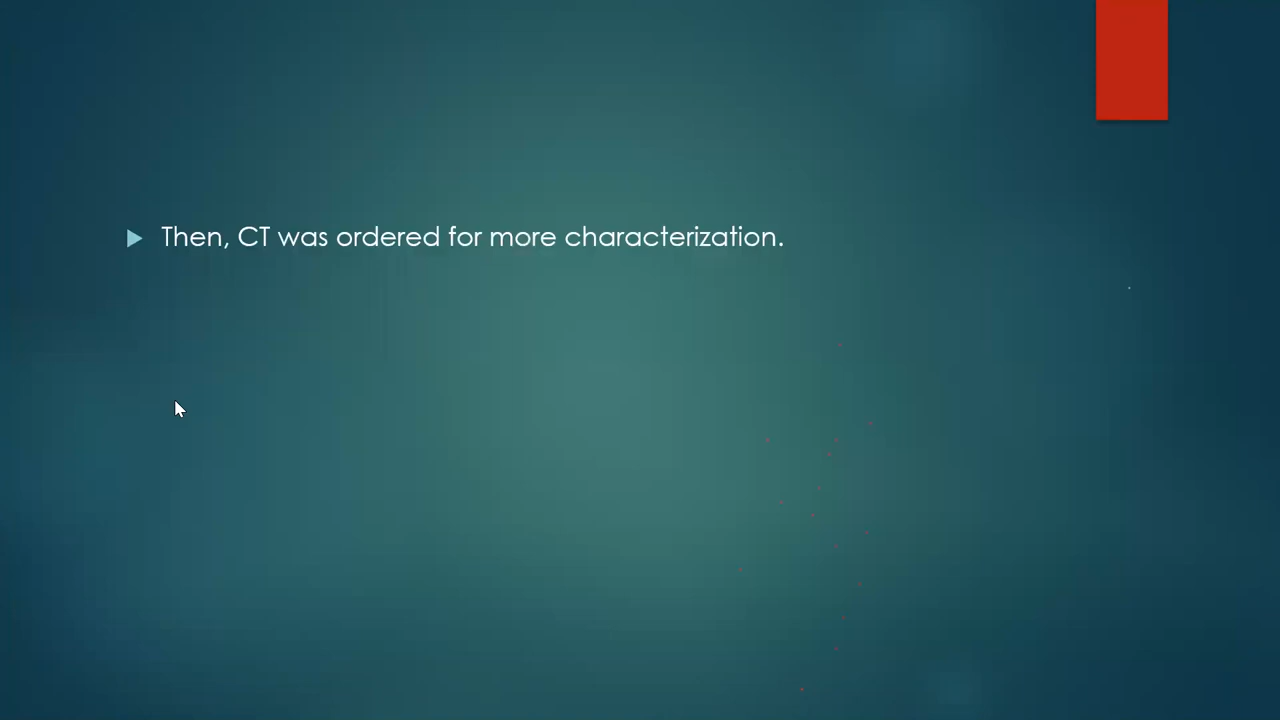 Then, CT was ordered for more characterization.